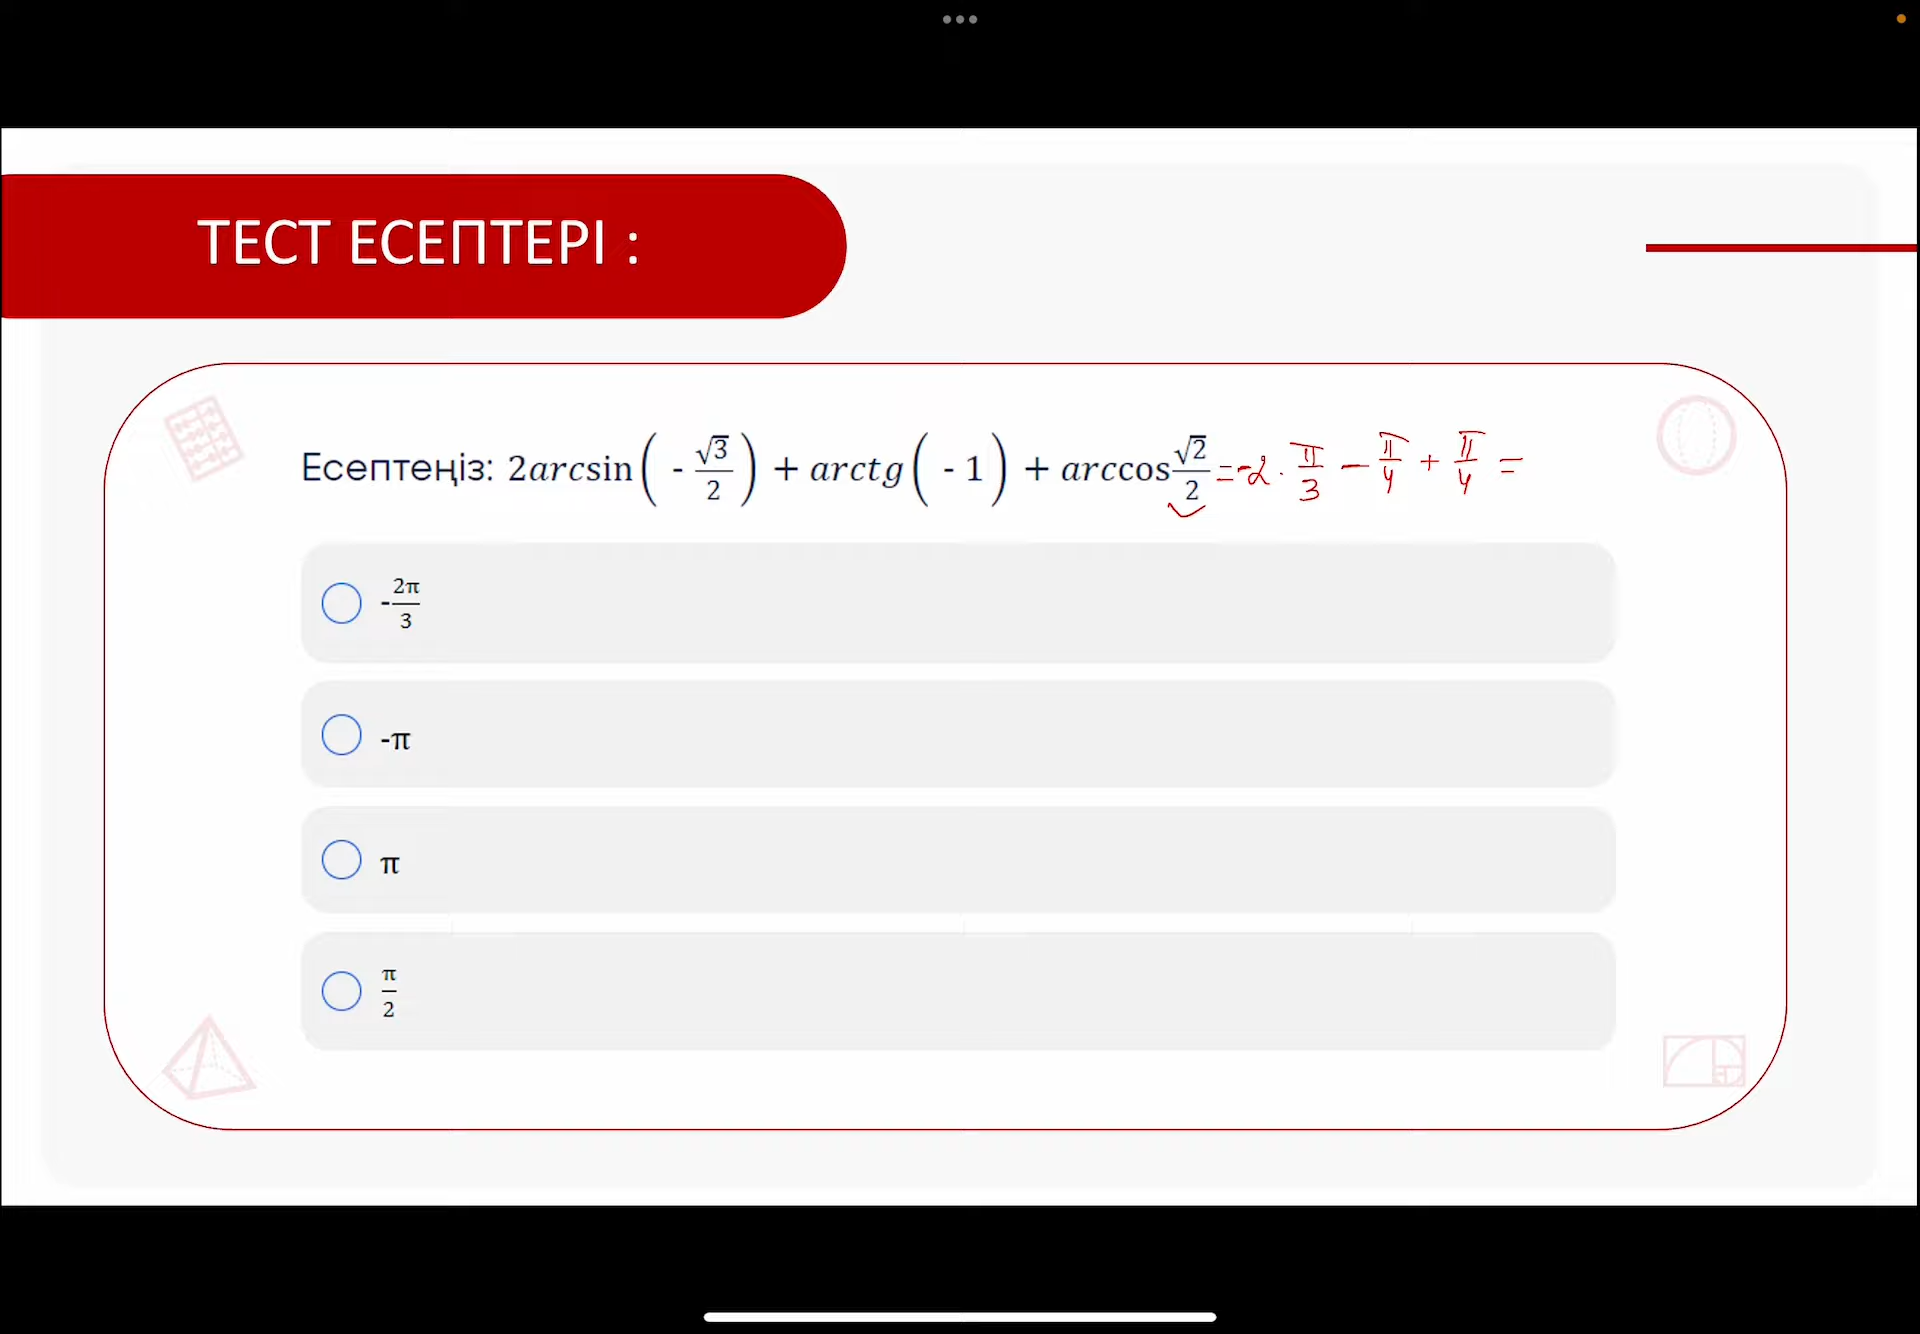 ТЕСТ ЕСЕПТЕРІ :
Есептеңіз: 2arcsin( - √3/2 ) + arctg( - 1 ) + arccos √2/2 = -2 · π/3 - π/4 + π/4 =
- 2π/3
-π
π
π/2